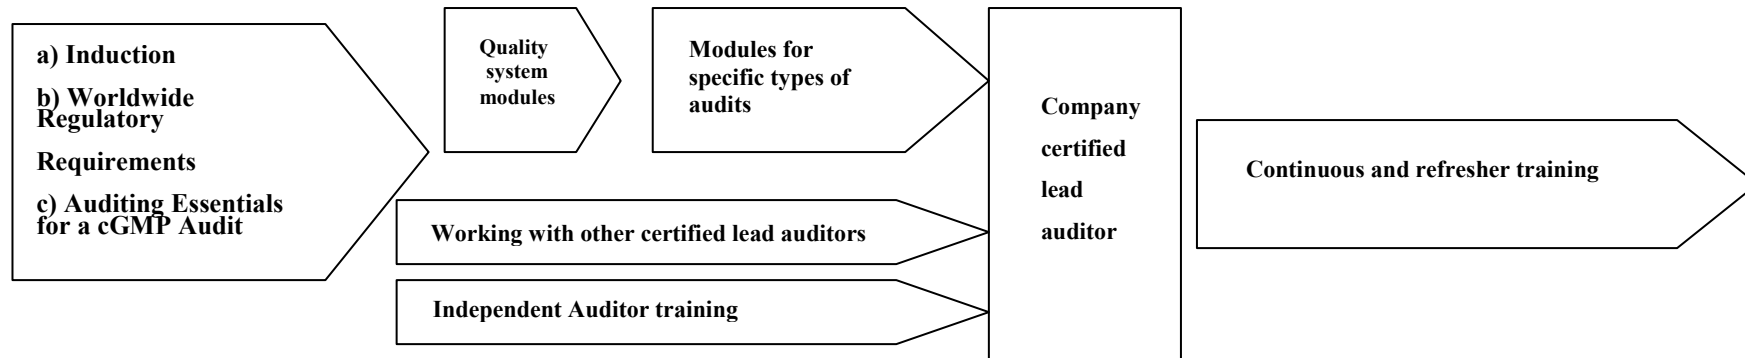 a) Induction
b) Worldwide
Regulatory
Requirements
c) Auditing Essentials
for a cGMP Audit
Quality
system
modules
Modules for
specific types of
audits
Working with other certified lead auditors
Independent Auditor training
Company
certified
lead
auditor
Continuous and refresher training